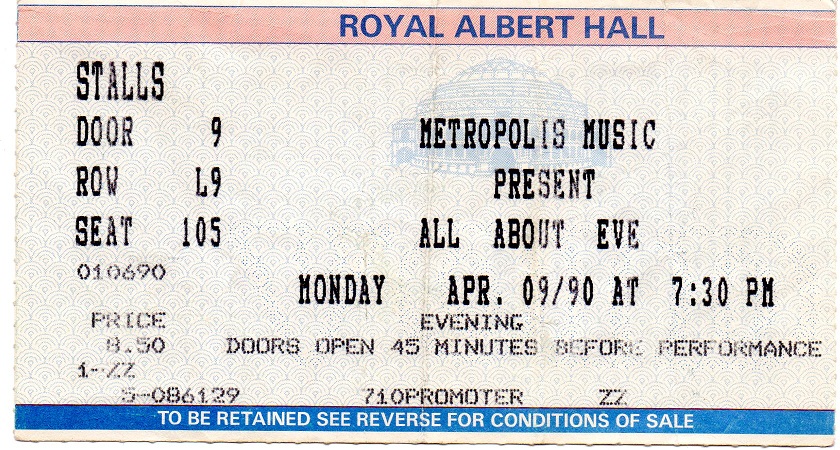 ROYAL ALBERT HALL
STALLS
DOOR 9
METROPOLIS MUSIC
ROW L9
PRESENT
SEAT 105
ALL ABOUT EVE
010690
MONDAY APR. 09/90 AT 7:30 PM
PRICE
EVENING
8.50
DOORS OPEN 45 MINUTES BEFORE PERFORMANCE
i-ZZ
S-086129 710PROMOTER ZZ
TO BE RETAINED SEE REVERSE FOR CONDITIONS OF SALE